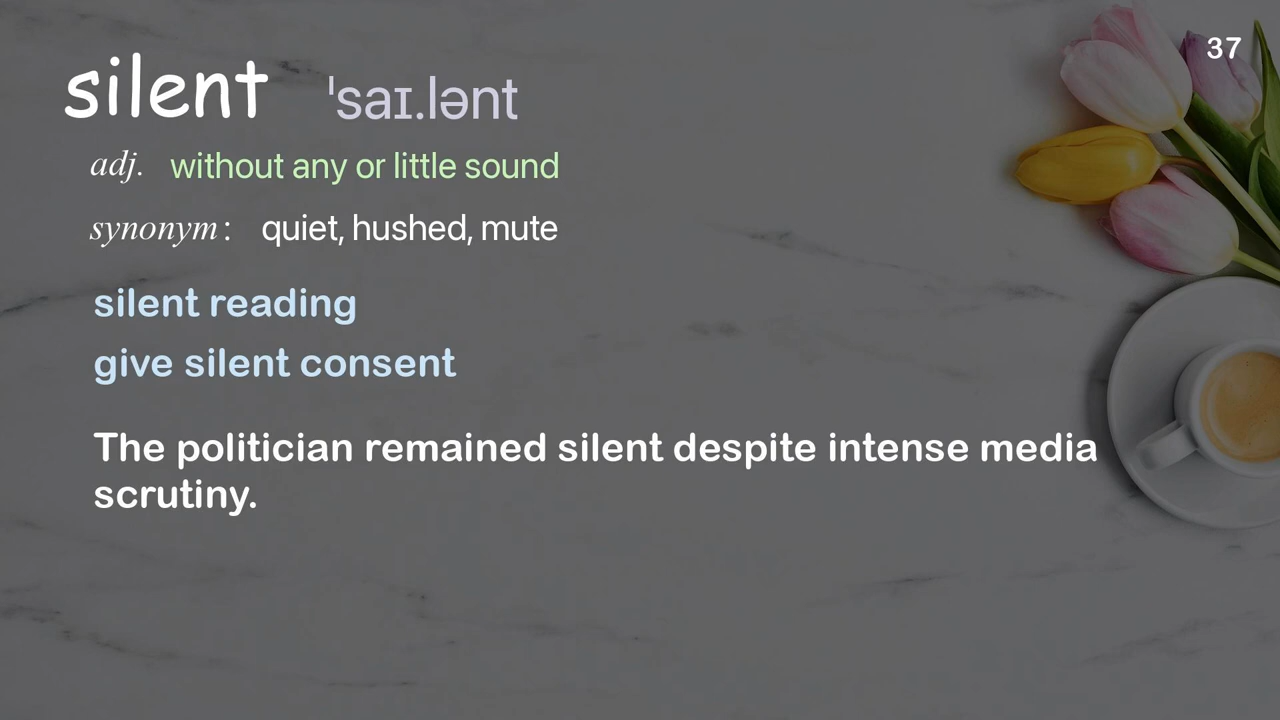 37
silent ˈsaɪ.lənt
adj. without any or little sound
synonym : quiet, hushed, mute
silent reading
give silent consent
The politician remained silent despite intense media
scrutiny.